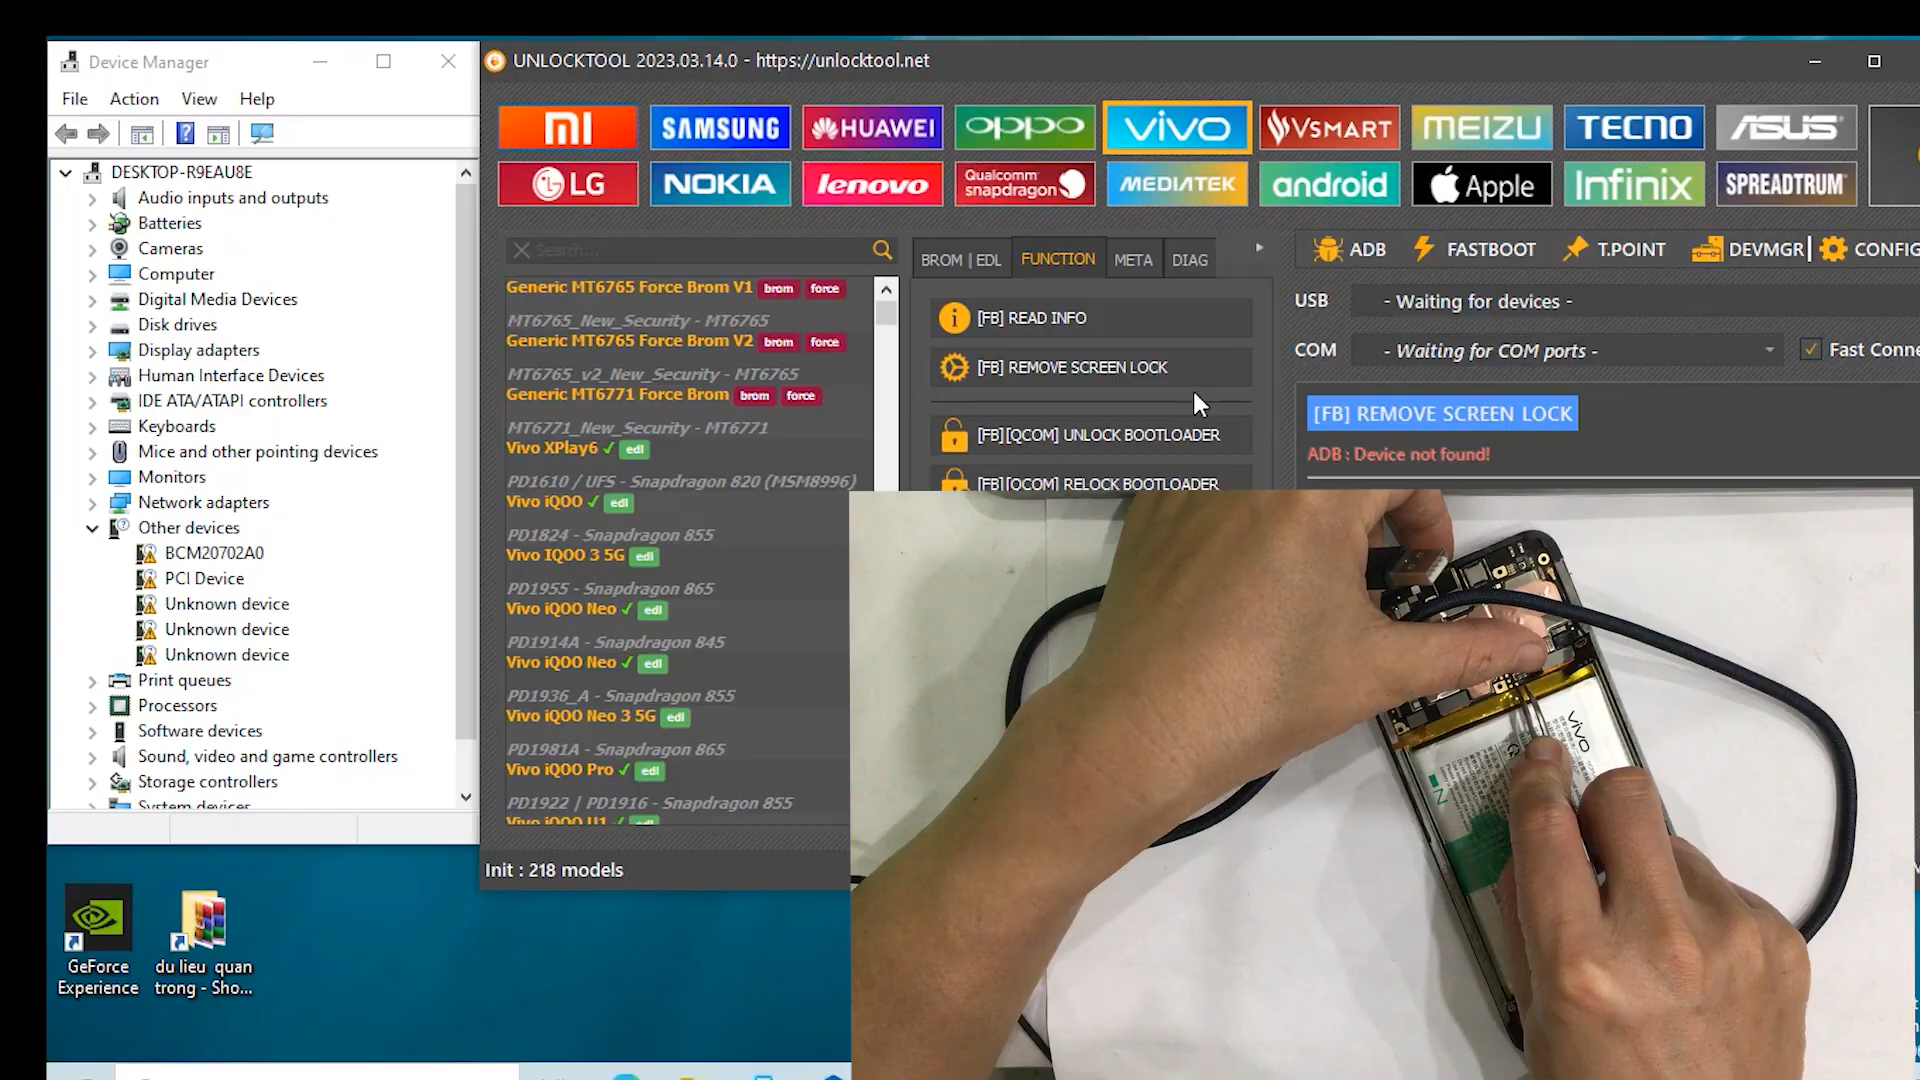 Device Manager
File Action View Help
DESKTOP-R9EAU8E
Audio inputs and outputs
Batteries
Cameras
Computer
Digital Media Devices
Disk drives
Display adapters
Human Interface Devices
IDE ATA/ATAPI controllers
Keyboards
Mice and other pointing devices
Monitors
Network adapters
Other devices
BCM20702A0
PCI Device
Unknown device
Unknown device
Unknown device
Print queues
Processors
Software devices
Sound, video and game controllers
Storage controllers
System devices
GeForce Experience
du lieu quan trong - Sho...
UNLOCKTOOL 2023.03.14.0 - https://unlocktool.net
MI SAMSUNG HUAWEI oppo vivo VSMART MEIZU TECNO ASUS
LG NOKIA lenovo Qualcomm snapdragon MEDIATEK android Apple Infinix SPREADTRUM
Search...
Generic MT6765 Force Brom V1 brom force
MT6765_New_Security - MT6765
Generic MT6765 Force Brom V2 brom force
MT6765_v2_New_Security - MT6765
Generic MT6771 Force Brom brom force
MT6771_New_Security - MT6771
Vivo XPlay6 ✓ edl
PD1610 / UFS - Snapdragon 820 (MSM8996)
Vivo iQOO ✓ edl
PD1824 - Snapdragon 855
Vivo IQOO 3 5G edl
PD1955 - Snapdragon 865
Vivo iQOO Neo ✓ edl
PD1914A - Snapdragon 845
Vivo iQOO Neo ✓ edl
PD1936_A - Snapdragon 855
Vivo iQOO Neo 3 5G edl
PD1981A - Snapdragon 865
Vivo iQOO Pro ✓ edl
PD1922 | PD1916 - Snapdragon 855
Vivo iQOO U1 ✓ edl
Init : 218 models
BROM | EDL FUNCTION META DIAG
[FB] READ INFO
[FB] REMOVE SCREEN LOCK
[FB][QCOM] UNLOCK BOOTLOADER
[FB][QCOM] RELOCK BOOTLOADER
ADB FASTBOOT T.POINT DEVMGR CONFIG
USB - Waiting for devices -
COM - Waiting for COM ports - Fast Conne
[FB] REMOVE SCREEN LOCK
ADB : Device not found!
vivo